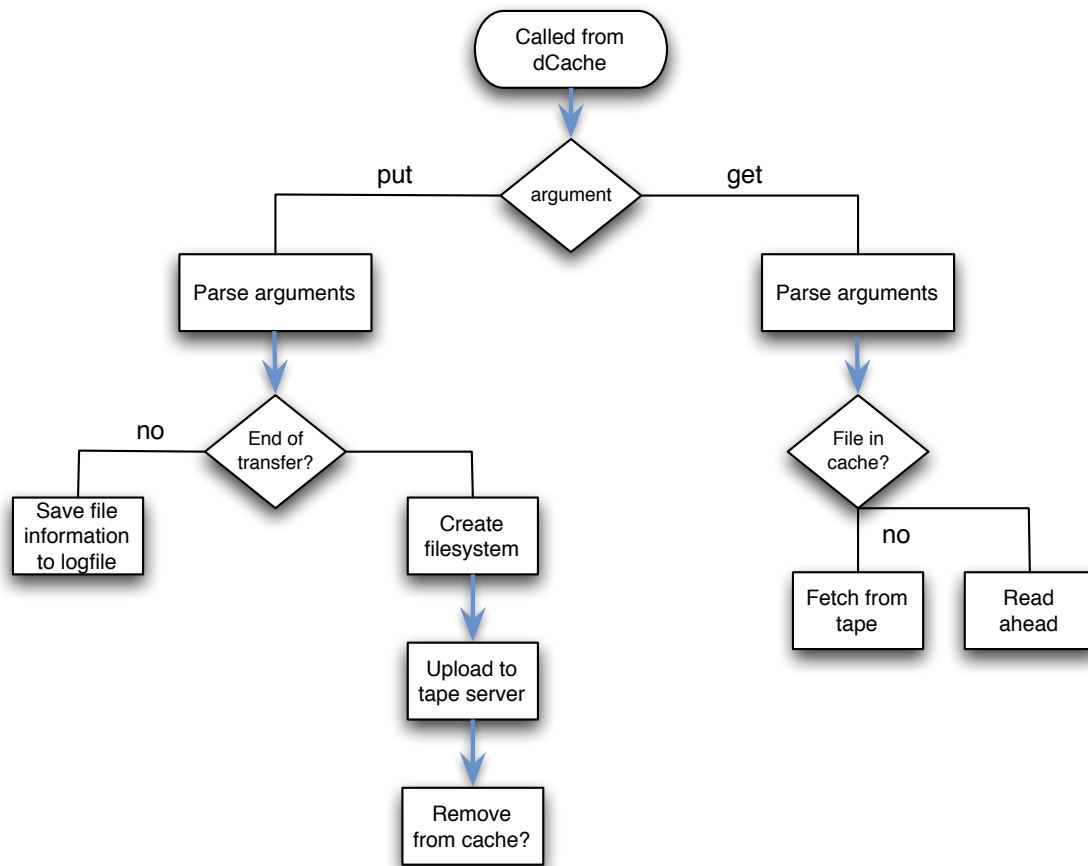 Called from
dCache
put
argument
get
Parse arguments
Parse arguments
no
End of
transfer?
File in
cache?
Save file
information
to logfile
Create
filesystem
no
Fetch from
tape
Read
ahead
Upload to
tape server
Remove
from cache?